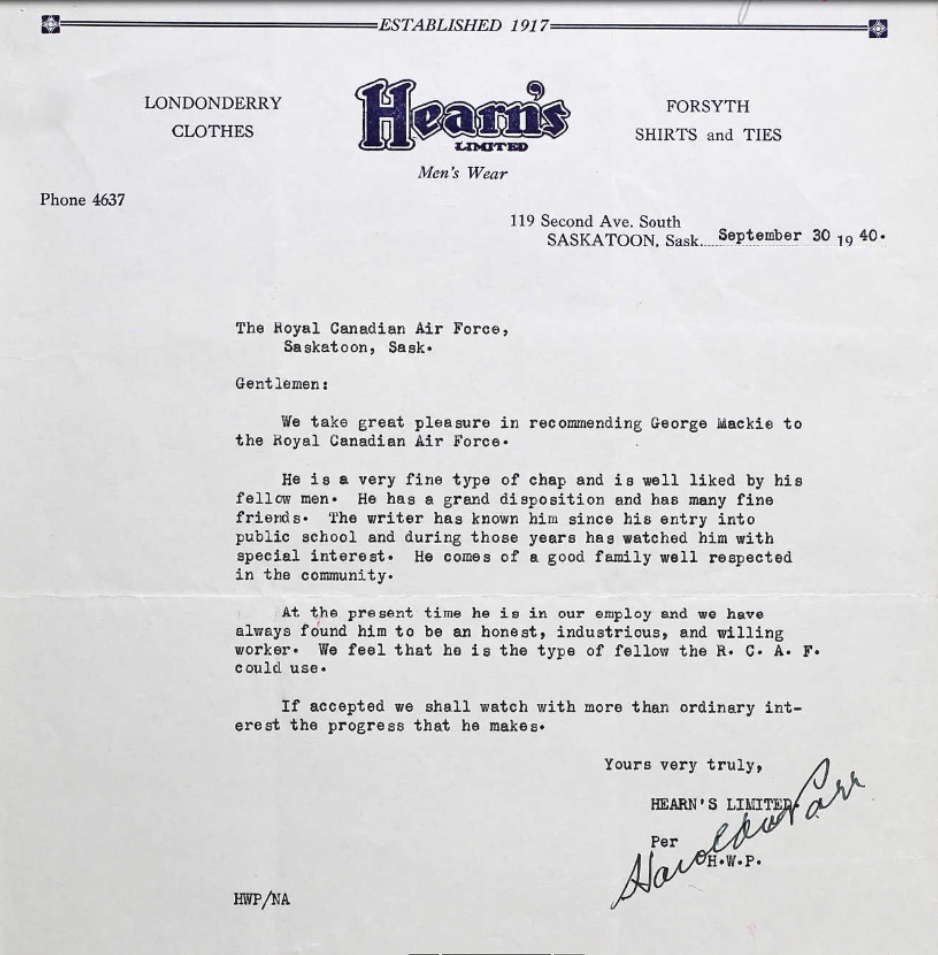 ESTABLISHED 1917
LONDONDERRY
CLOTHES
Hearn's
LIMITED
Men's Wear
FORSYTH
SHIRTS and TIES
Phone 4637
119 Second Ave. South
SASKATOON, Sask. September 30 19 40.
The Royal Canadian Air Force,
Saskatoon, Sask.
Gentlemen:
We take great pleasure in recommending George Mackie to
the Royal Canadian Air Force.
He is a very fine type of chap and is well liked by his
fellow men. He has a grand disposition and has many fine
friends. The writer has known him since his entry into
public school and during those years has watched him with
special interest. He comes of a good family well respected
in the community.
At the present time he is in our employ and we have
always found him to be an honest, industrious, and willing
worker. We feel that he is the type of fellow the R. C. A. F.
could use.
If accepted we shall watch with more than ordinary int-
erest the progress that he makes.
Yours very truly,
HEARN'S LIMITED.
Per
Harold W Parr
H.W.P.
HWP/NA